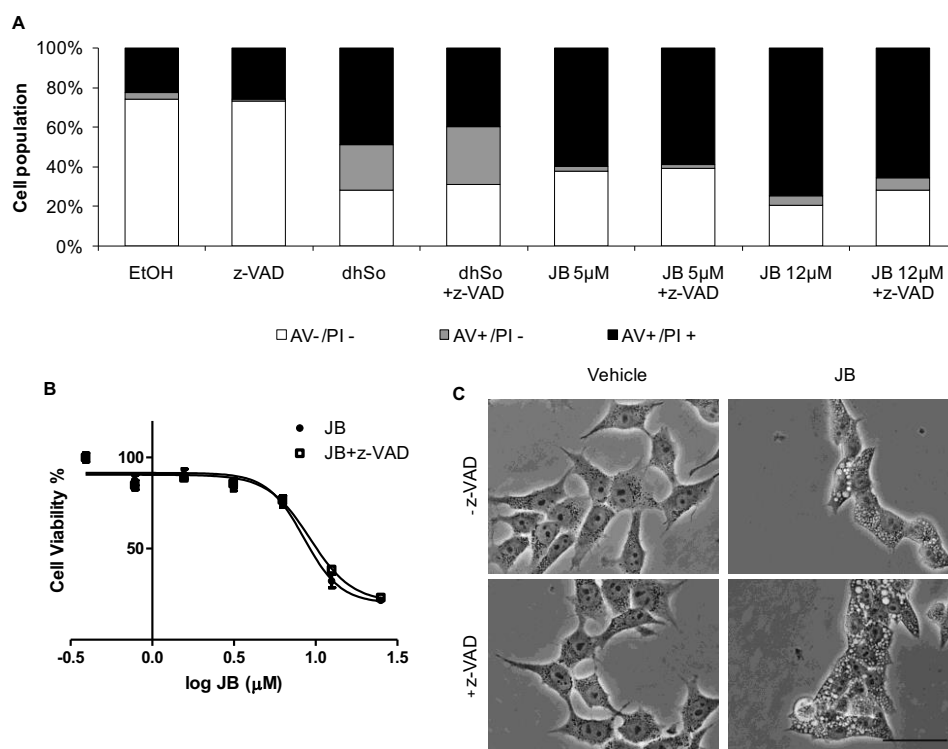 A
100%
80%
60%
40%
20%
0%
Cell population
EtOH z-VAD dhSo dhSo +z-VAD JB 5µM JB 5µM +z-VAD JB 12µM JB 12µM +z-VAD
AV-/PI - AV+/PI - AV+/PI +
B
JB
JB+z-VAD
100
50
Cell Viability %
-0.5 0.0 0.5 1.0 1.5
log JB (µM)
C
Vehicle JB
- z-VAD
+ z-VAD